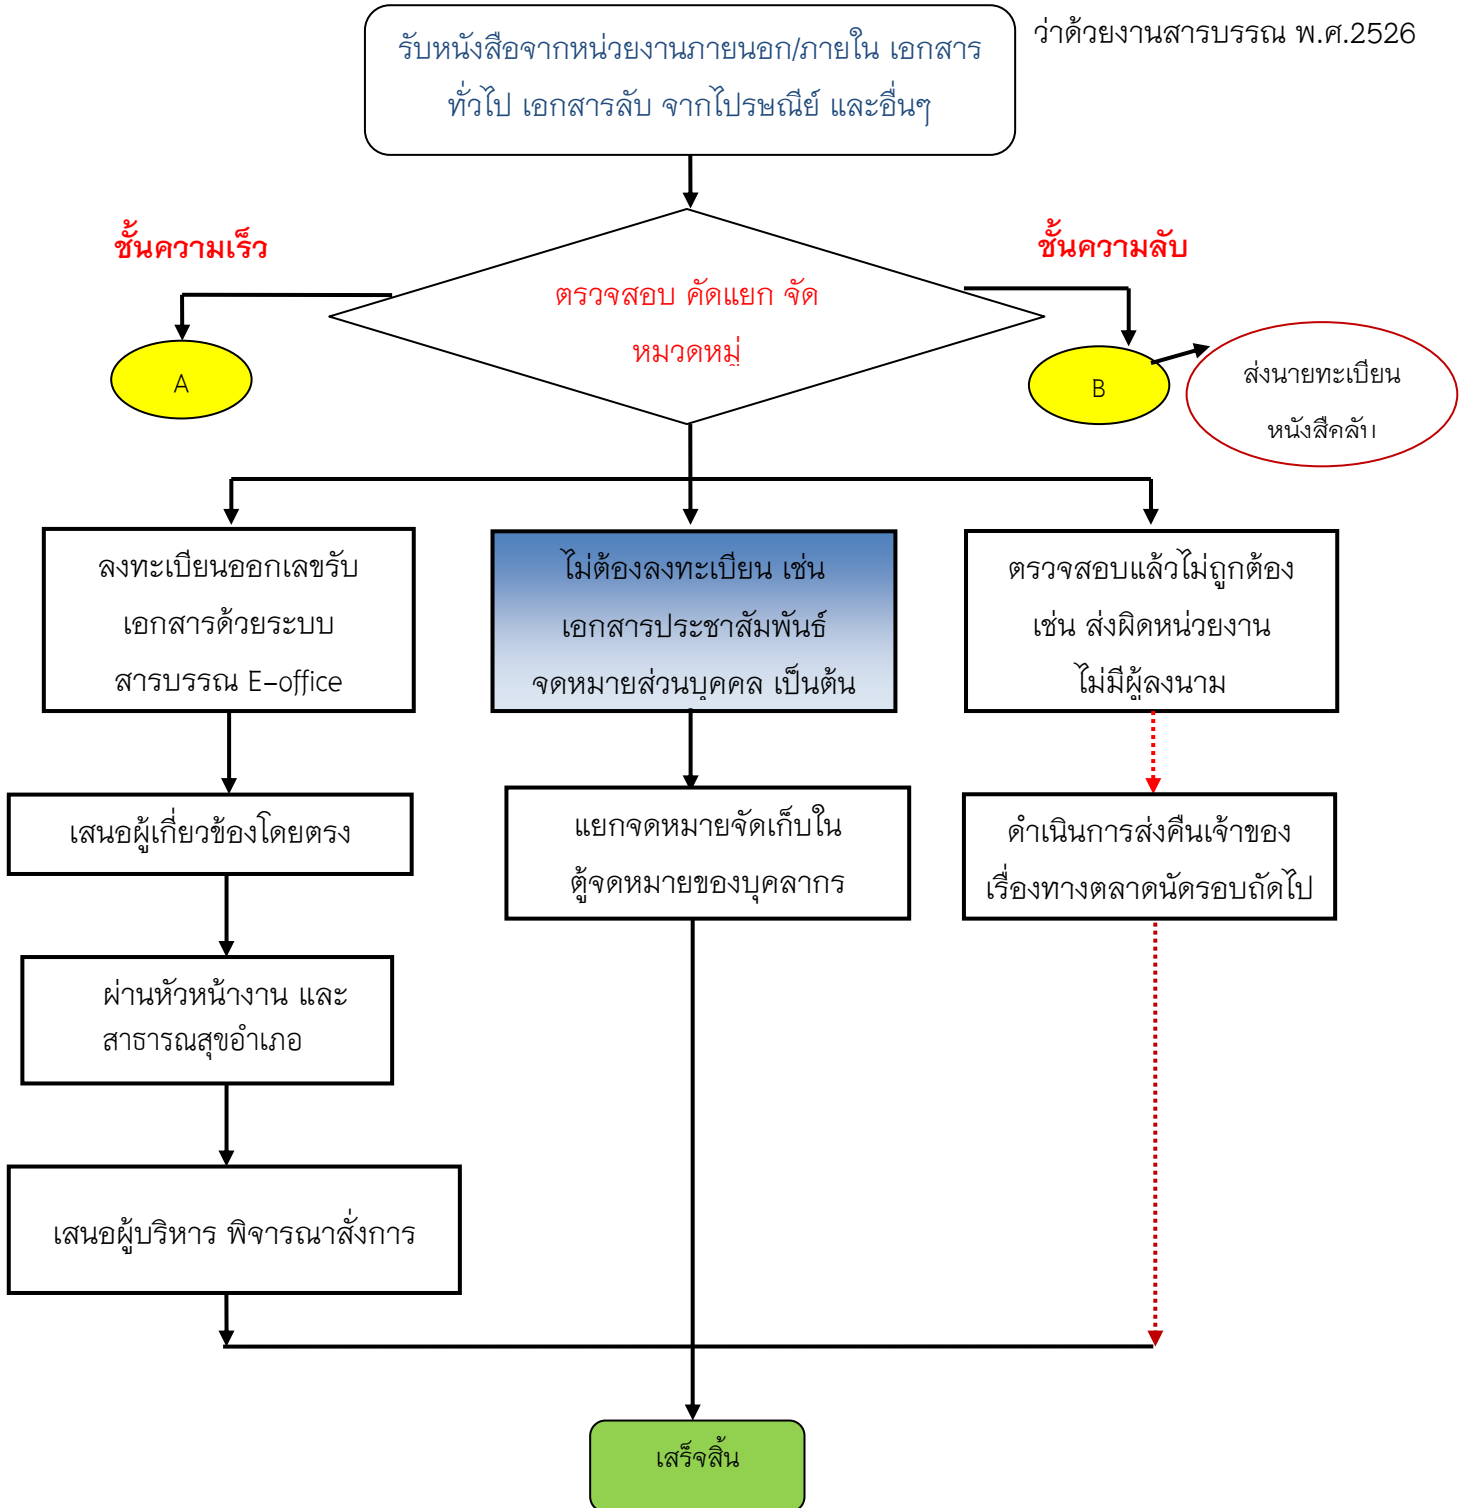 ว่าด้วยงานสารบรรณ พ.ศ.2526
รับหนังสือจากหน่วยงานภายนอก/ภายใน เอกสาร
ทั่วไป เอกสารลับ จากไปรษณีย์ และอื่นๆ
ชั้นความเร็ว
ชั้นความลับ
ตรวจสอบ คัดแยก จัด
หมวดหมู่
A
B
ส่งนายทะเบียน
หนังสือลับ
ลงทะเบียนออกเลขรับ
เอกสารด้วยระบบ
สารบรรณ E-office
ไม่ต้องลงทะเบียน เช่น
เอกสารประชาสัมพันธ์
จดหมายส่วนบุคคล เป็นต้น
ตรวจสอบแล้วไม่ถูกต้อง
เช่น ส่งผิดหน่วยงาน
ไม่มีผู้ลงนาม
เสนอผู้เกี่ยวข้องโดยตรง
แยกจดหมายจัดเก็บใน
ตู้จดหมายของบุคลากร
ดำเนินการส่งคืนเจ้าของ
เรื่องทางตลาดนัดรอบถัดไป
ผ่านหัวหน้างาน และ
สาธารณสุขอำเภอ
เสนอผู้บริหาร พิจารณาสั่งการ
เสร็จสิ้น